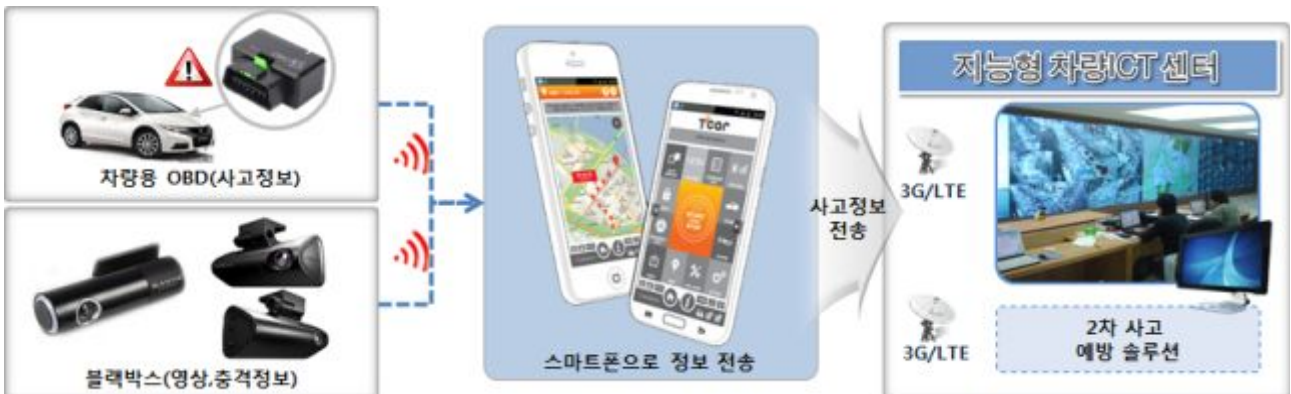 차량용 OBD(사고정보)
블랙박스(영상,충격정보)
T'car
스마트폰으로 정보 전송
사고정보
전송
지능형 차량ICT 센터
3G/LTE
3G/LTE
2차 사고
예방 솔루션